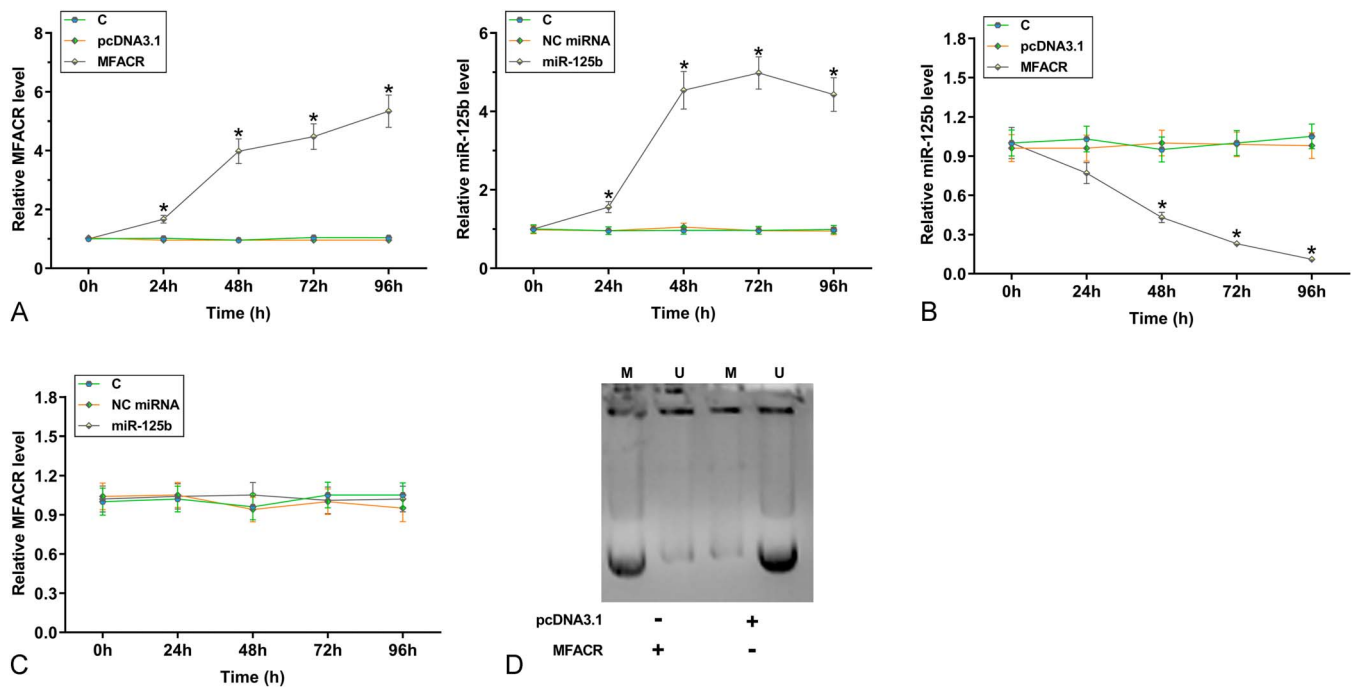 C
pcDNA3.1
MFACR
Relative MFACR level
8
6
4
2
0
*
*
*
*
0h 24h 48h 72h 96h
Time (h)
A
C
NC miRNA
miR-125b
Relative miR-125b level
6
4
2
0
*
*
*
*
0h 24h 48h 72h 96h
Time (h)
C
pcDNA3.1
MFACR
Relative miR-125b level
1.8
1.5
1.2
0.9
0.6
0.3
0.0
*
*
*
0h 24h 48h 72h 96h
Time (h)
B
C
NC miRNA
miR-125b
Relative MFACR level
1.8
1.5
1.2
0.9
0.6
0.3
0.0
0h 24h 48h 72h 96h
Time (h)
C
M U M U
pcDNA3.1 - +
MFACR + -
D